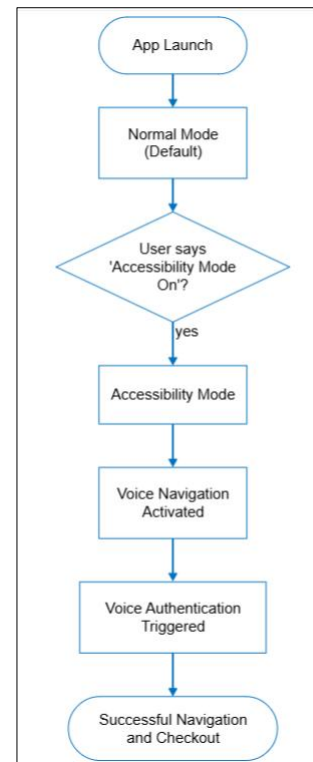 App Launch
Normal Mode
(Default)
User says
'Accessibility Mode
On'?
yes
Accessibility Mode
Voice Navigation
Activated
Voice Authentication
Triggered
Successful Navigation
and Checkout